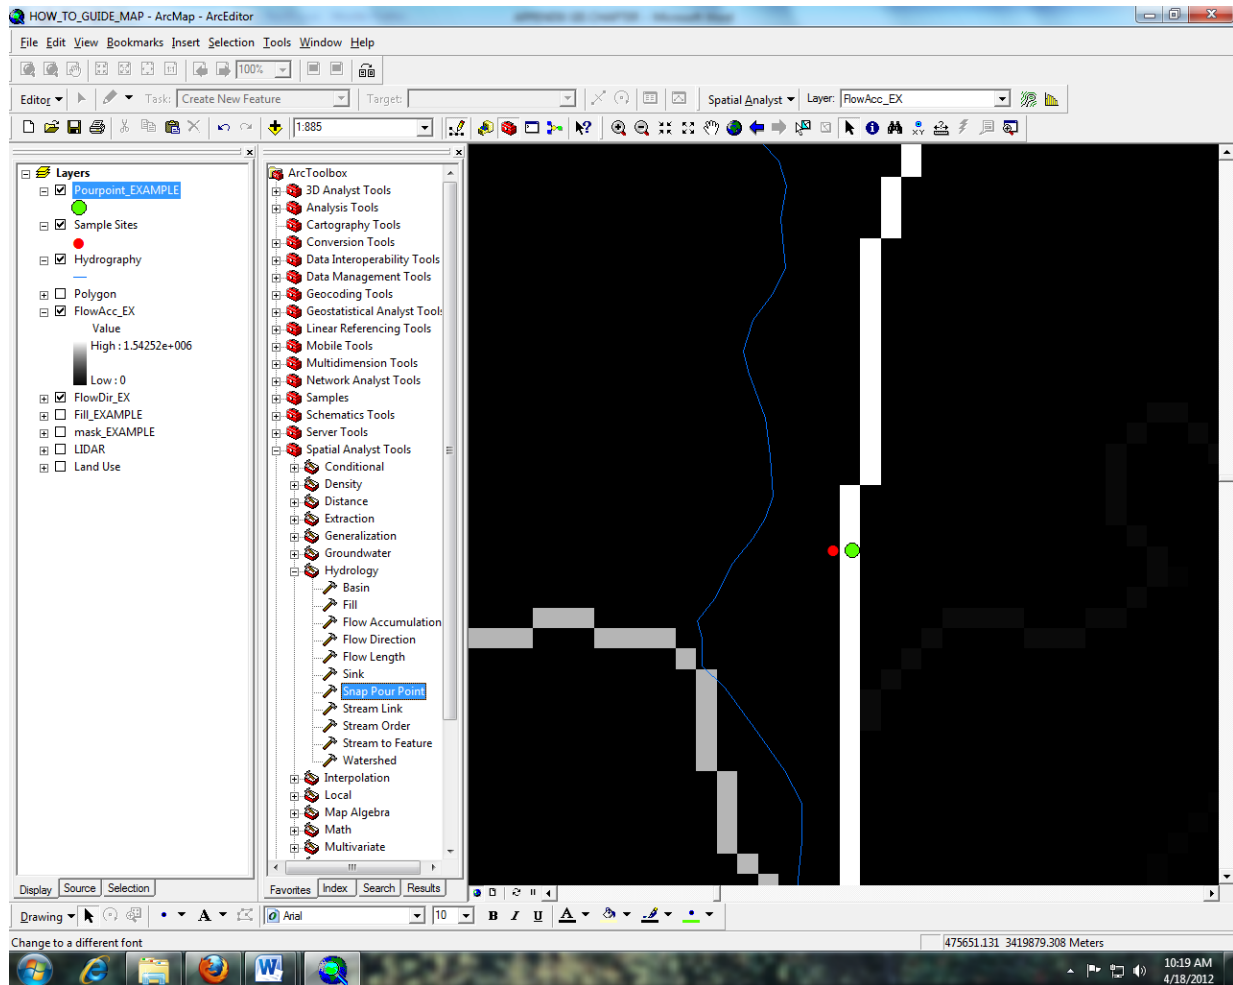 HOW_TO_GUIDE_MAP - ArcMap - ArcEditor
File Edit View Bookmarks Insert Selection Tools Window Help
100%
Editor Task: Create New Feature Target: Spatial Analyst Layer: FlowAcc_EX
1:885
Layers
Pourpoint_EXAMPLE
Sample Sites
Hydrography
Polygon
FlowAcc_EX
Value
High : 1.54252e+006
Low : 0
FlowDir_EX
Fill_EXAMPLE
mask_EXAMPLE
LIDAR
Land Use
Display Source Selection
ArcToolbox
3D Analyst Tools
Analysis Tools
Cartography Tools
Conversion Tools
Data Interoperability Tools
Data Management Tools
Geocoding Tools
Geostatistical Analyst Tools
Linear Referencing Tools
Mobile Tools
Multidimension Tools
Network Analyst Tools
Samples
Schematics Tools
Server Tools
Spatial Analyst Tools
Conditional
Density
Distance
Extraction
Generalization
Groundwater
Hydrology
Basin
Fill
Flow Accumulation
Flow Direction
Flow Length
Sink
Snap Pour Point
Stream Link
Stream Order
Stream to Feature
Watershed
Interpolation
Local
Map Algebra
Math
Multivariate
Favorites Index Search Results
Drawing A Arial 10 B I U A
Change to a different font
475651.131 3419879.308 Meters
10:19 AM
4/18/2012